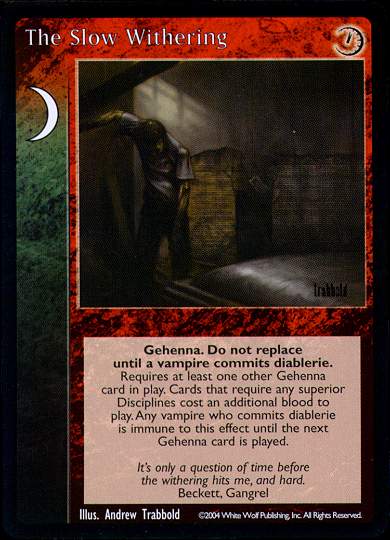 The Slow Withering
Trabbold
Gehenna. Do not replace
until a vampire commits diablerie.
Requires at least one other Gehenna
card in play. Cards that require any superior
Disciplines cost an additional blood to
play. Any vampire who commits diablerie
is immune to this effect until the next
Gehenna card is played.
It's only a question of time before
the withering hits me, and hard.
Beckett, Gangrel
Illus. Andrew Trabbold
©2004 White Wolf Publishing, Inc. All Rights Reserved.